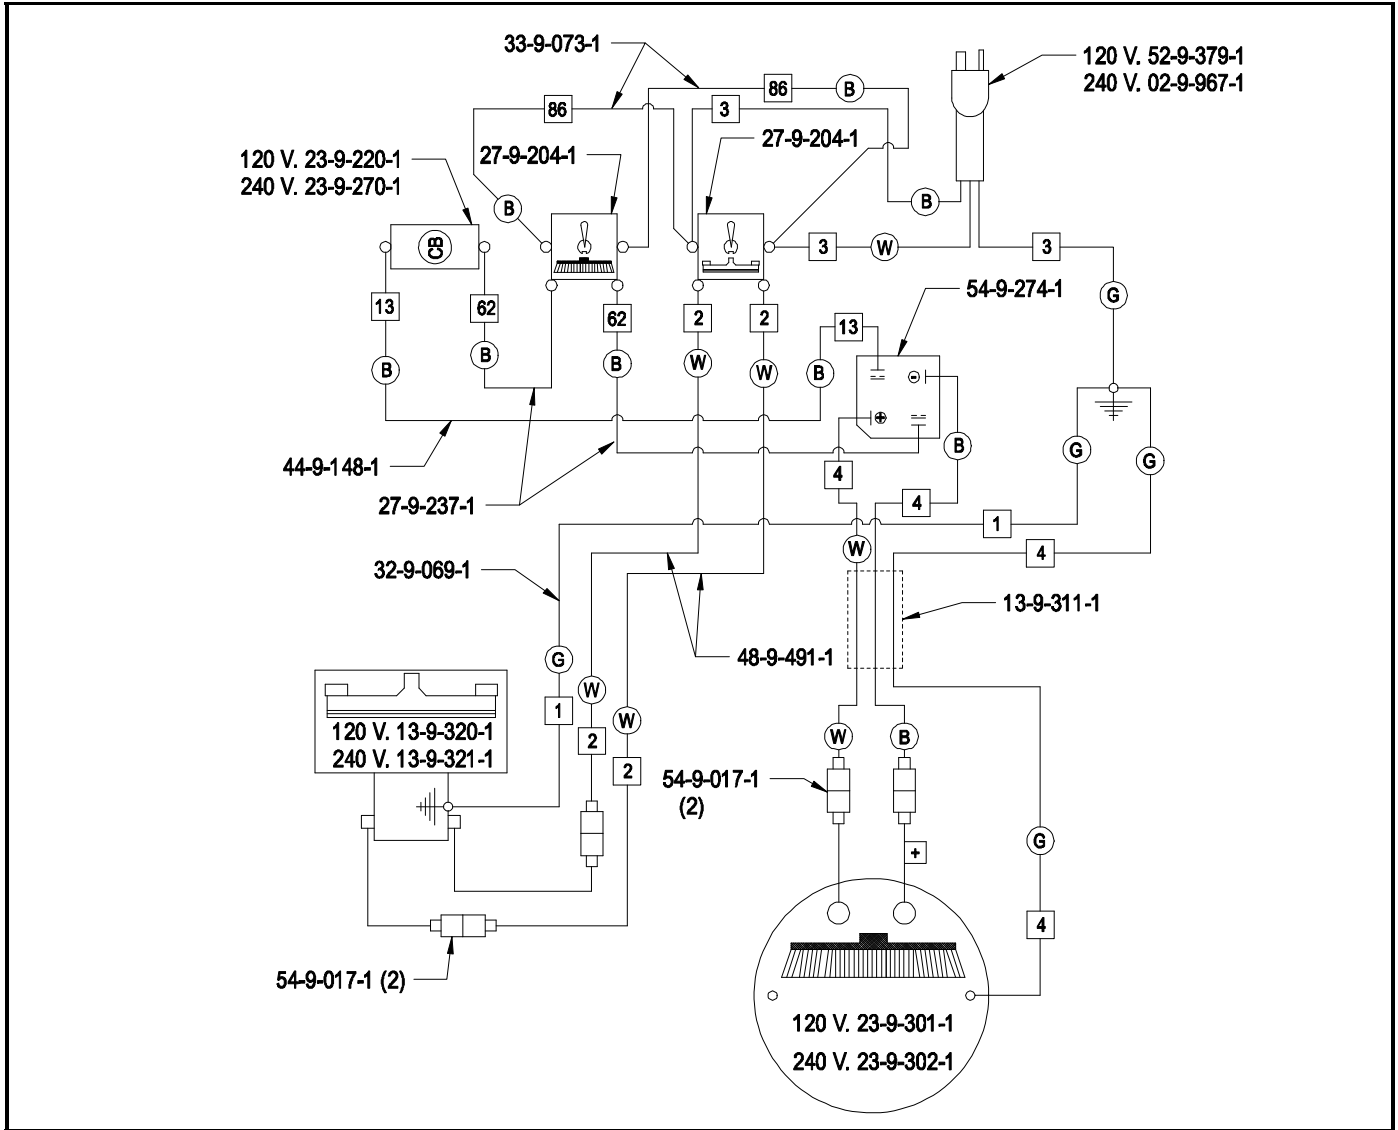 33-9-073-1
120 V. 52-9-379-1
240 V. 02-9-967-1
86
B
86
3
27-9-204-1
27-9-204-1
120 V. 23-9-220-1
240 V. 23-9-270-1
B
B
CB
3
W
3
54-9-274-1
G
13
62
62
2
2
13
B
B
B
W
W
B
B
G
G
44-9-148-1
4
27-9-237-1
4
1
W
4
32-9-069-1
13-9-311-1
48-9-491-1
G
W
1
W
120 V. 13-9-320-1
240 V. 13-9-321-1
2
2
W
B
54-9-017-1
(2)
+
G
4
54-9-017-1 (2)
120 V. 23-9-301-1
240 V. 23-9-302-1